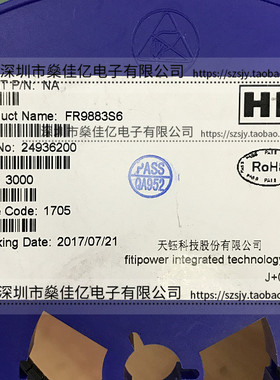 T P/N: NA
深圳市燊佳亿电子有限公司
https://szsjy.taobao.
HF
uct Name: FR9883S6
深圳市燊佳亿电子有限公司
https://szsjy.taobao.
No: 24936200
PASS
QA952
RoHS
3000
e Code: 1705
king Date: 2017/07/21
天钰科技股份有限公司
fitipower integrated technology
J+0
深圳市燊佳亿电子有限公司
https://szsjy.taobao.